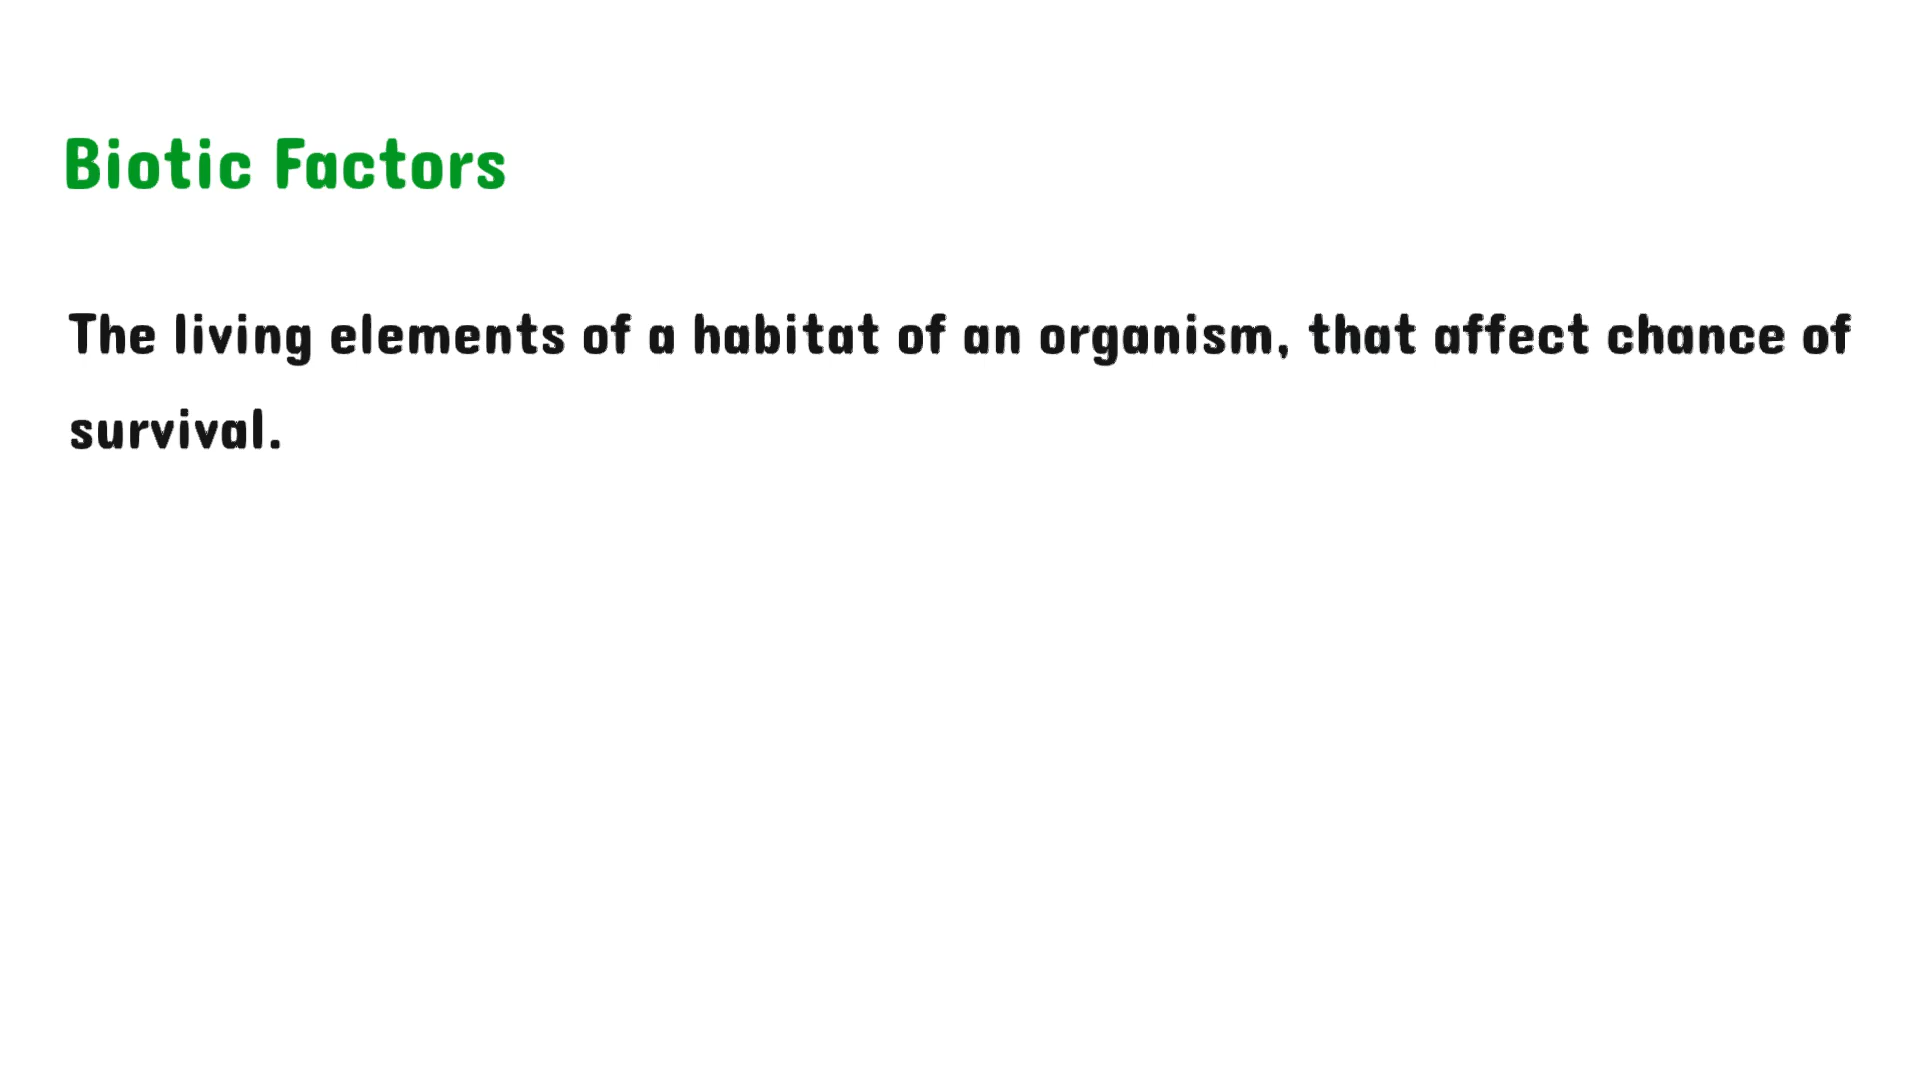 Biotic Factors
The living elements of a habitat of an organism, that affect chance of
survival.